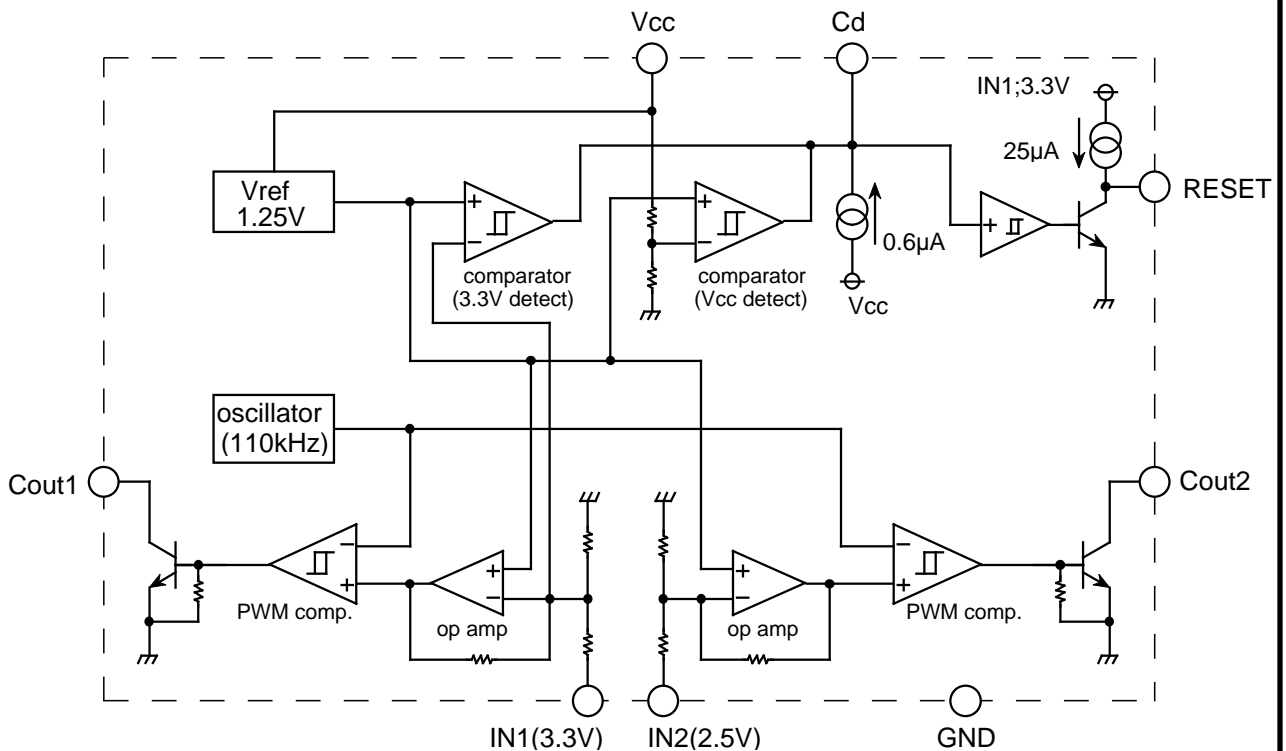 Vcc
Cd
IN1;3.3V
25μA
RESET
Vref
1.25V
+
−
comparator
(3.3V detect)
+
−
comparator
(Vcc detect)
0.6μA
Vcc
+
oscillator
(110kHz)
Cout1
Cout2
−
+
PWM comp.
+
−
op amp
+
−
op amp
−
+
PWM comp.
IN1(3.3V)
IN2(2.5V)
GND